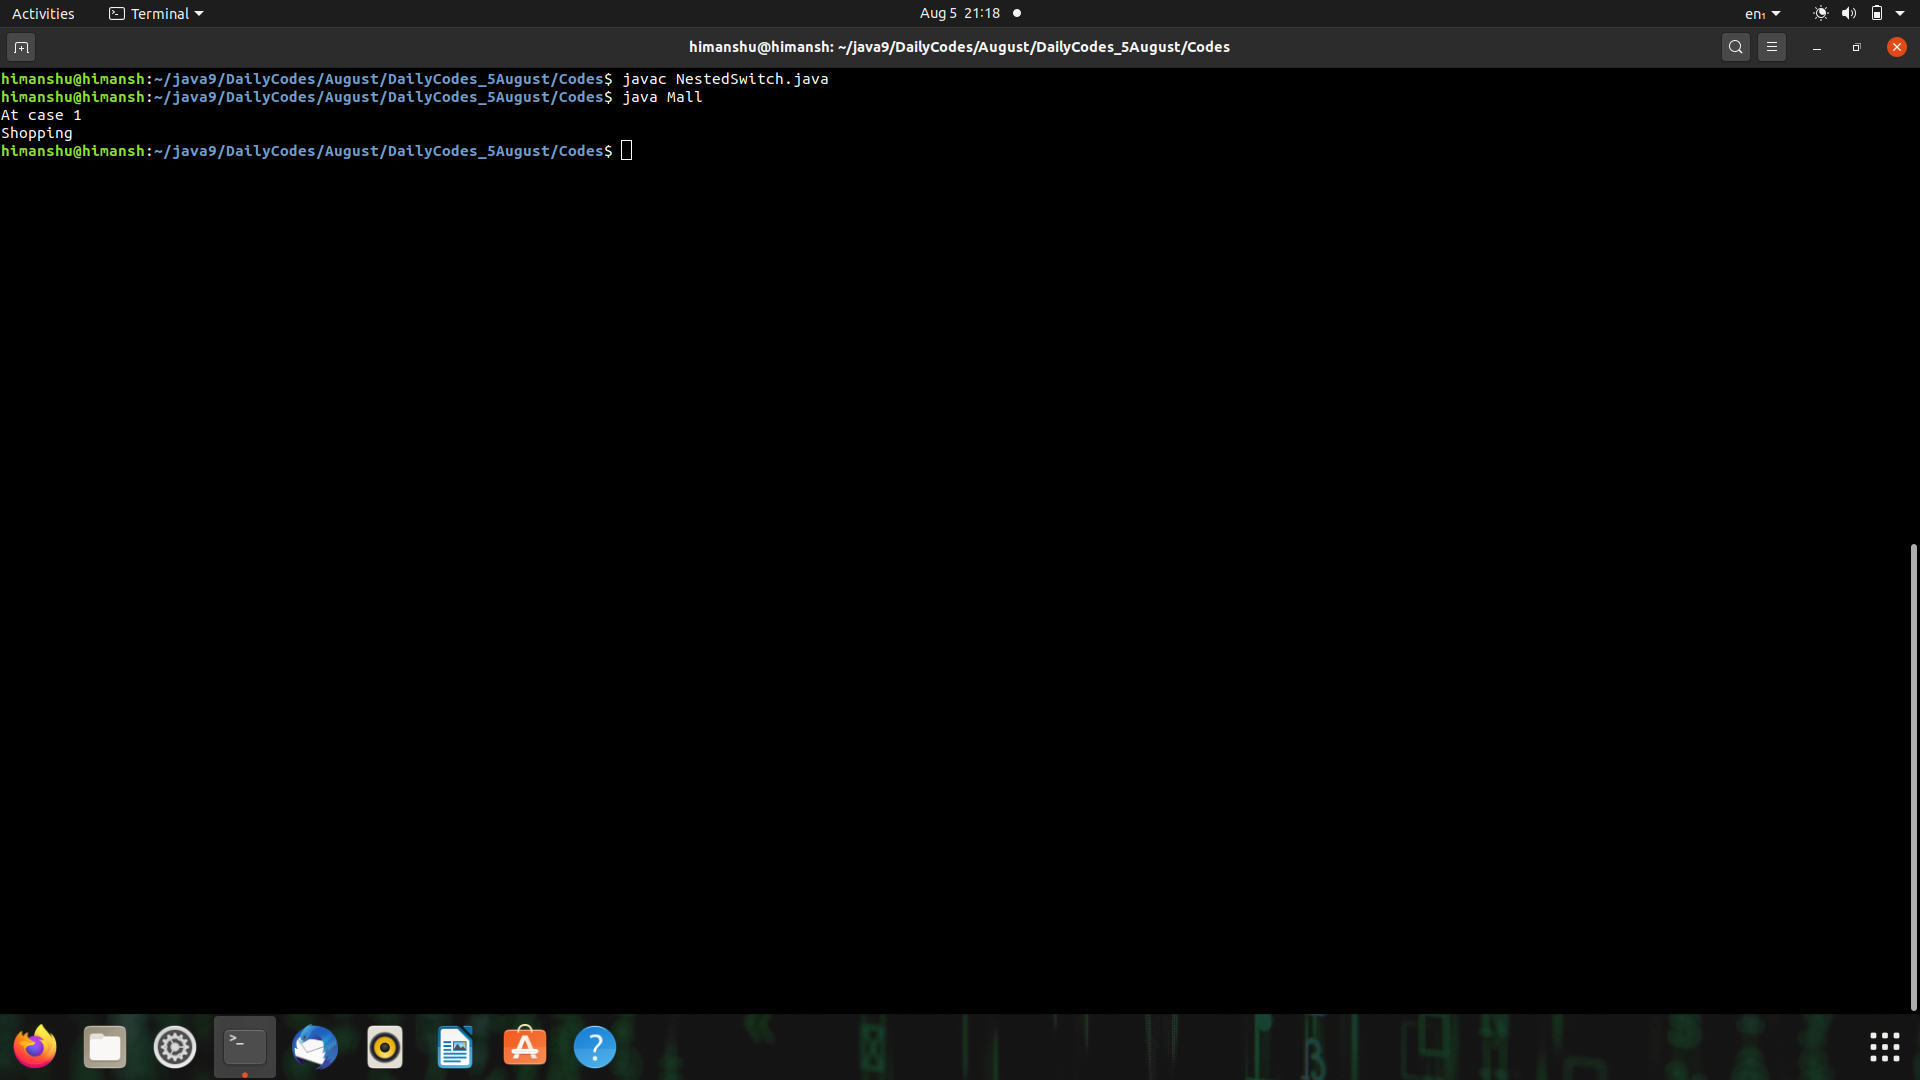 Activities Terminal Aug 5 21:18 en₁
himanshu@himansh: ~/java9/DailyCodes/August/DailyCodes_5August/Codes
himanshu@himansh:~/java9/DailyCodes/August/DailyCodes_5August/Codes$ javac NestedSwitch.java
himanshu@himansh:~/java9/DailyCodes/August/DailyCodes_5August/Codes$ java Mall
At case 1
Shopping
himanshu@himansh:~/java9/DailyCodes/August/DailyCodes_5August/Codes$